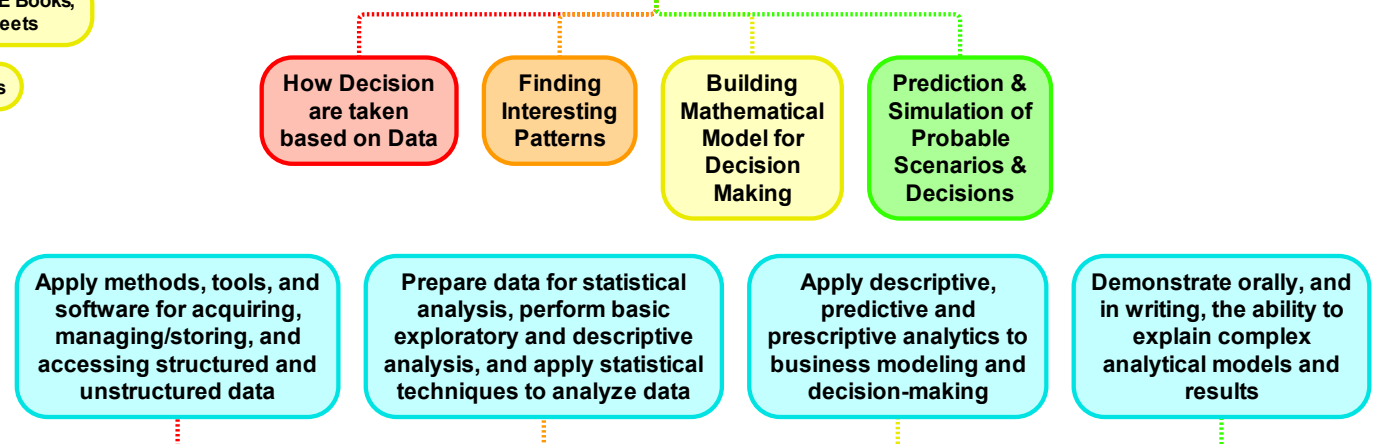 E Books,
eets
s
How Decision
are taken
based on Data
Finding
Interesting
Patterns
Building
Mathematical
Model for
Decision
Making
Prediction &
Simulation of
Probable
Scenarios &
Decisions
Apply methods, tools, and
software for acquiring,
managing/storing, and
accessing structured and
unstructured data
Prepare data for statistical
analysis, perform basic
exploratory and descriptive
analysis, and apply statistical
techniques to analyze data
Apply descriptive,
predictive and
prescriptive analytics to
business modeling and
decision-making
Demonstrate orally, and
in writing, the ability to
explain complex
analytical models and
results